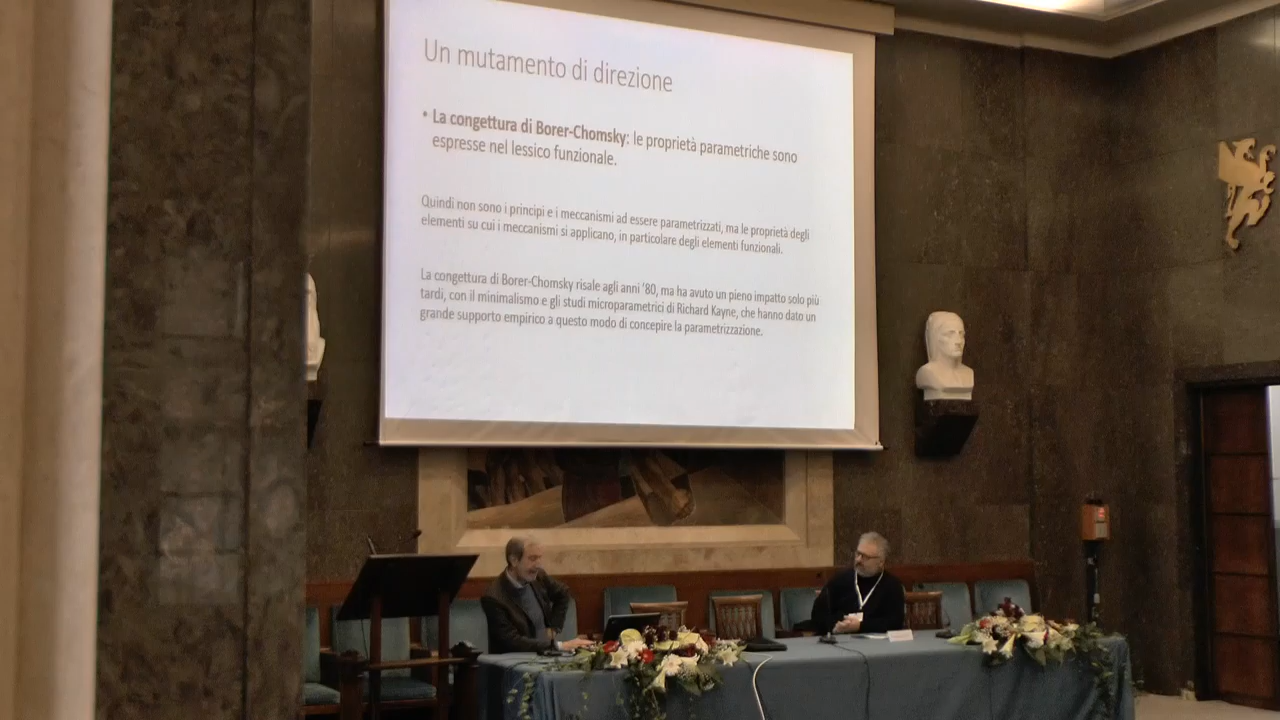 Un mutamento di direzione
• La congettura di Borer-Chomsky: le proprietà parametriche sono
espresse nel lessico funzionale.
Quindi non sono i principi e i meccanismi ad essere parametrizzati, ma le proprietà degli
elementi su cui i meccanismi si applicano, in particolare degli elementi funzionali.
La congettura di Borer-Chomsky risale agli anni '80, ma ha avuto un pieno impatto solo più
tardi, con il minimalismo e gli studi microparametrici di Richard Kayne, che hanno dato un
grande supporto empirico a questo modo di concepire la parametrizzazione.